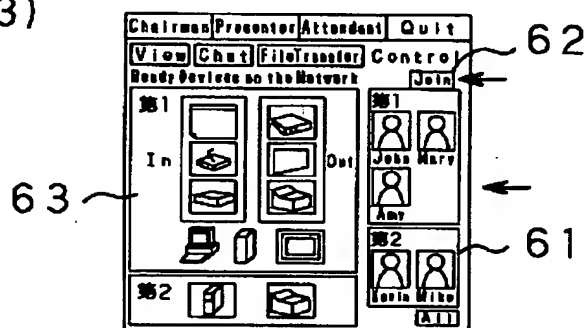 3)
Chairman Presenter Attendant Quit
View Chat FileTransfer Control
Ready Devices on the Network Join
62
第1 第1
In Out
John Mary
63
Amy
第2 61
Kevin Mike
第2
All